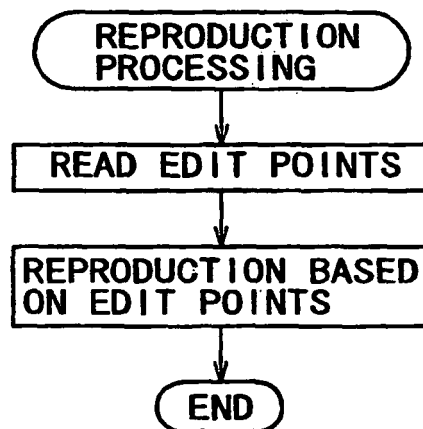 REPRODUCTION
PROCESSING
READ EDIT POINTS
REPRODUCTION BASED
ON EDIT POINTS
END